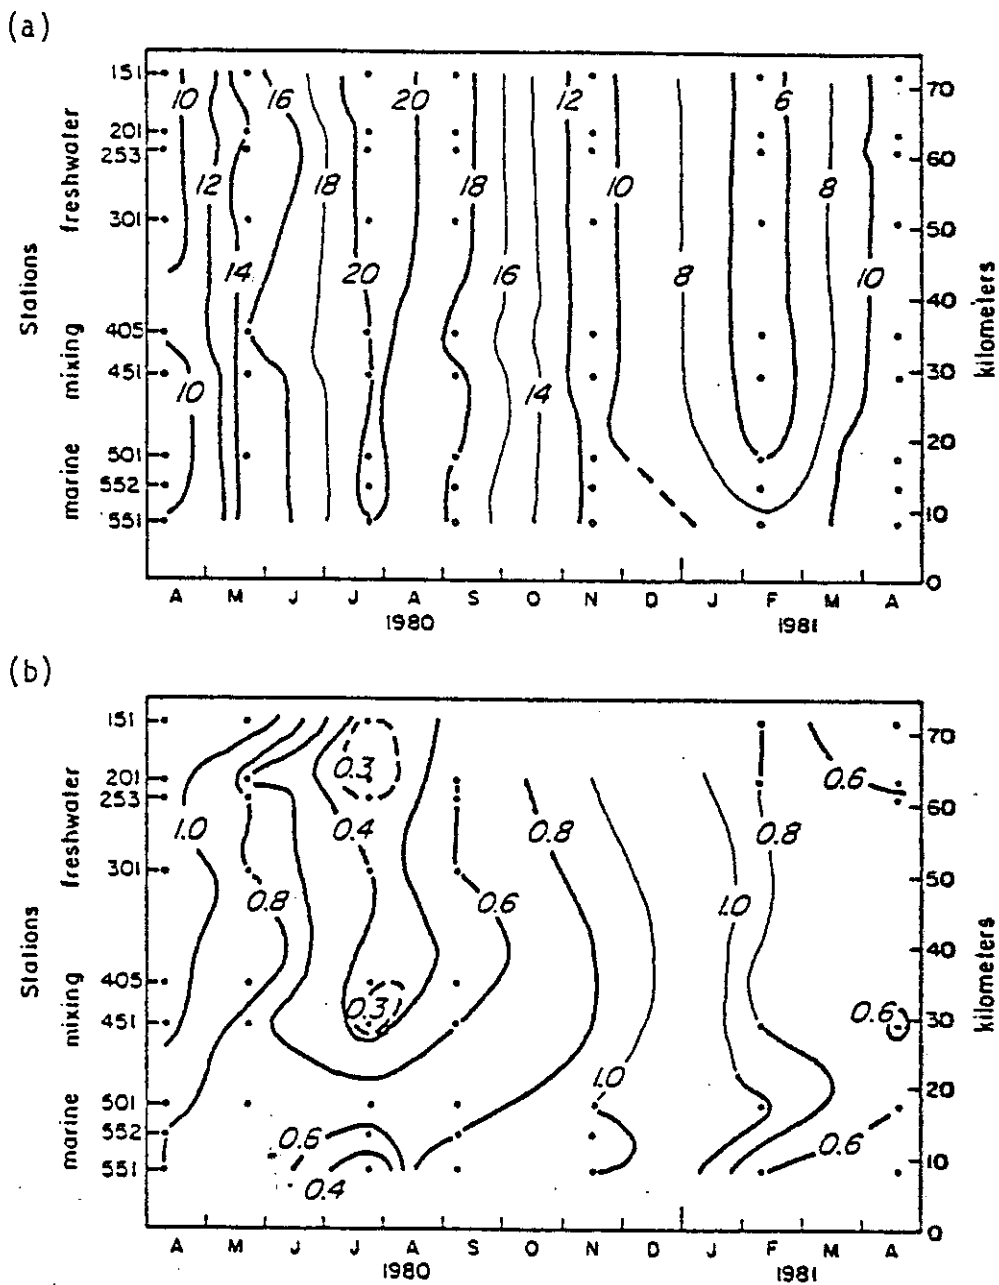 (a)
Stations
freshwater
mixing
marine
151
201
253
301
405
451
501
552
551
10 16 20 12 6
12 18 18 10 8
14 20 16 8 10
10 14
70
60
50
40
30
20
10
0
kilometers
A M J J A S O N D J F M A
1980 1981
(b)
Stations
freshwater
mixing
marine
151
201
253
301
405
451
501
552
551
0.3 0.6
1.0 0.4 0.8 0.8
0.8 0.6 1.0
0.3 0.6
1.0
0.6 0.6
0.4
70
60
50
40
30
20
10
0
kilometers
A M J J A S O N D J F M A
1980 1981